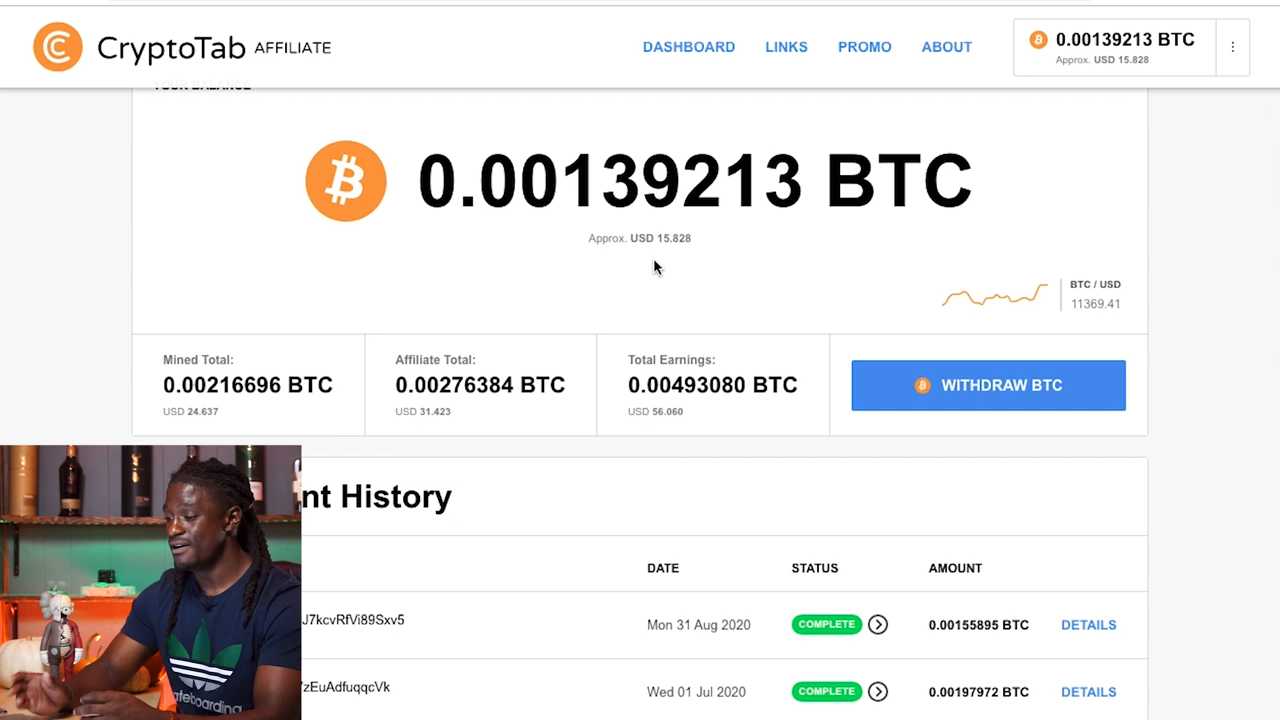 CryptoTab AFFILIATE
DASHBOARD LINKS PROMO ABOUT
0.00139213 BTC
Approx. USD 15.828
YOUR BALANCE
0.00139213 BTC
Approx. USD 15.828
BTC / USD
11369.41
Mined Total: Affiliate Total: Total Earnings:
0.00216696 BTC 0.00276384 BTC 0.00493080 BTC
WITHDRAW BTC
USD 24.637 USD 31.423 USD 56.060
nt History
DATE STATUS AMOUNT
J7kcvRfVi89Sxv5 Mon 31 Aug 2020 COMPLETE 0.00155895 BTC DETAILS
zEuAdfuqqcVk Wed 01 Jul 2020 COMPLETE 0.00197972 BTC DETAILS